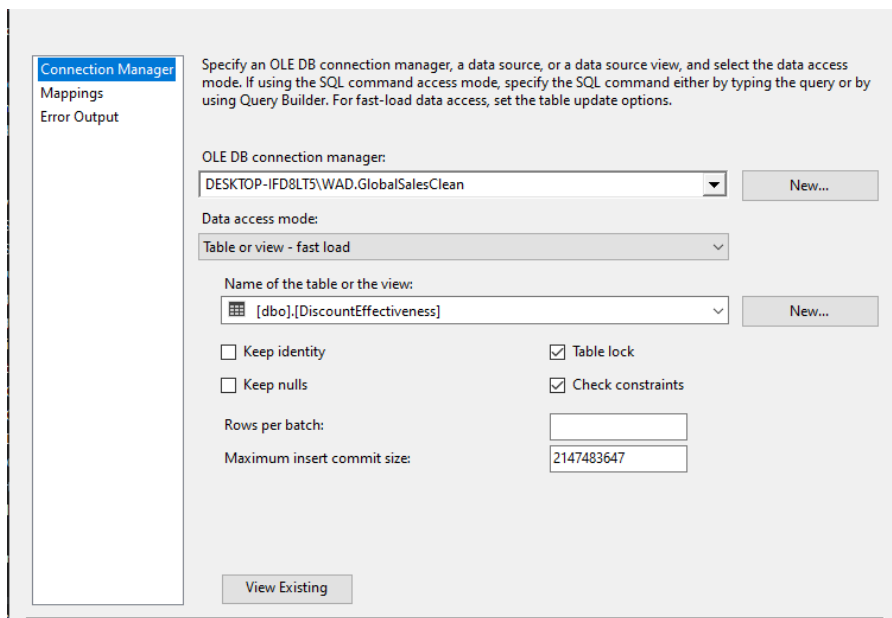 Connection Manager
Mappings
Error Output
Specify an OLE DB connection manager, a data source, or a data source view, and select the data access
mode. If using the SQL command access mode, specify the SQL command either by typing the query or by
using Query Builder. For fast-load data access, set the table update options.
OLE DB connection manager:
DESKTOP-IFD8LT5\WAD.GlobalSalesClean
New...
Data access mode:
Table or view - fast load
Name of the table or the view:
[dbo].[DiscountEffectiveness]
New...
Keep identity
Table lock
Keep nulls
Check constraints
Rows per batch:
Maximum insert commit size:
2147483647
View Existing